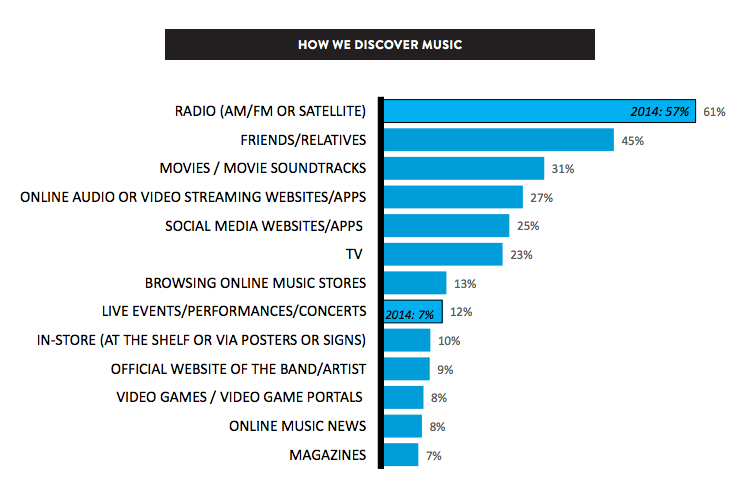 HOW WE DISCOVER MUSIC
RADIO (AM/FM OR SATELLITE) 2014: 57% 61%
FRIENDS/RELATIVES 45%
MOVIES / MOVIE SOUNDTRACKS 31%
ONLINE AUDIO OR VIDEO STREAMING WEBSITES/APPS 27%
SOCIAL MEDIA WEBSITES/APPS 25%
TV 23%
BROWSING ONLINE MUSIC STORES 13%
LIVE EVENTS/PERFORMANCES/CONCERTS 2014: 7% 12%
IN-STORE (AT THE SHELF OR VIA POSTERS OR SIGNS) 10%
OFFICIAL WEBSITE OF THE BAND/ARTIST 9%
VIDEO GAMES / VIDEO GAME PORTALS 8%
ONLINE MUSIC NEWS 8%
MAGAZINES 7%